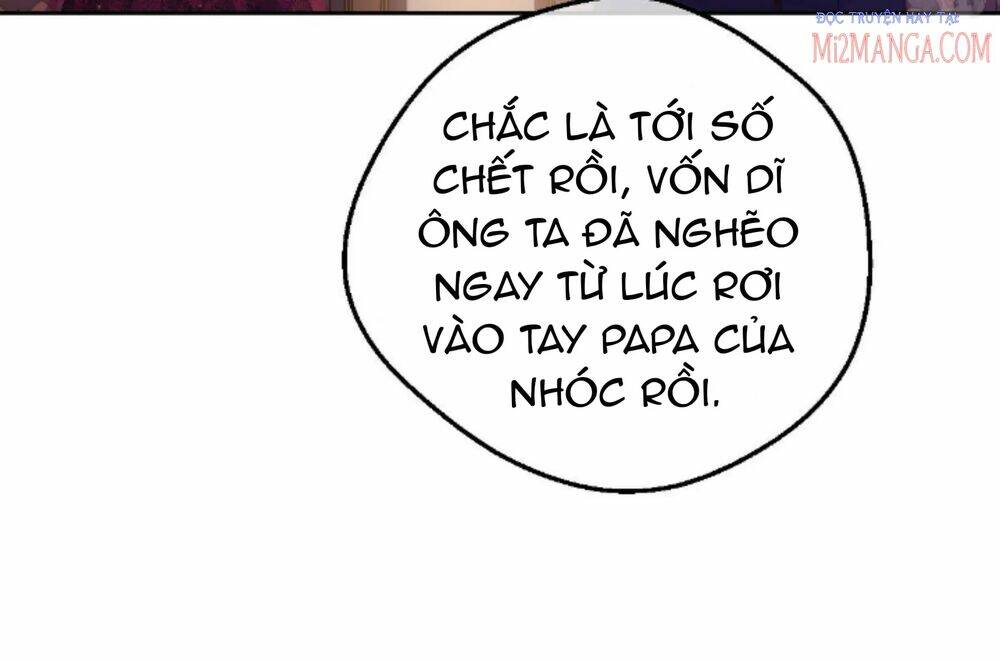 ĐỌC TRUYỆN HAY TẠI
MI2MANGA.COM
CHẮC LÀ TỚI SỐ
CHẾT RỒI, VỐN DĨ
ÔNG TA ĐÃ NGHẺO
NGAY TỪ LÚC RƠI
VÀO TAY PAPA CỦA
NHÓC RỒI.